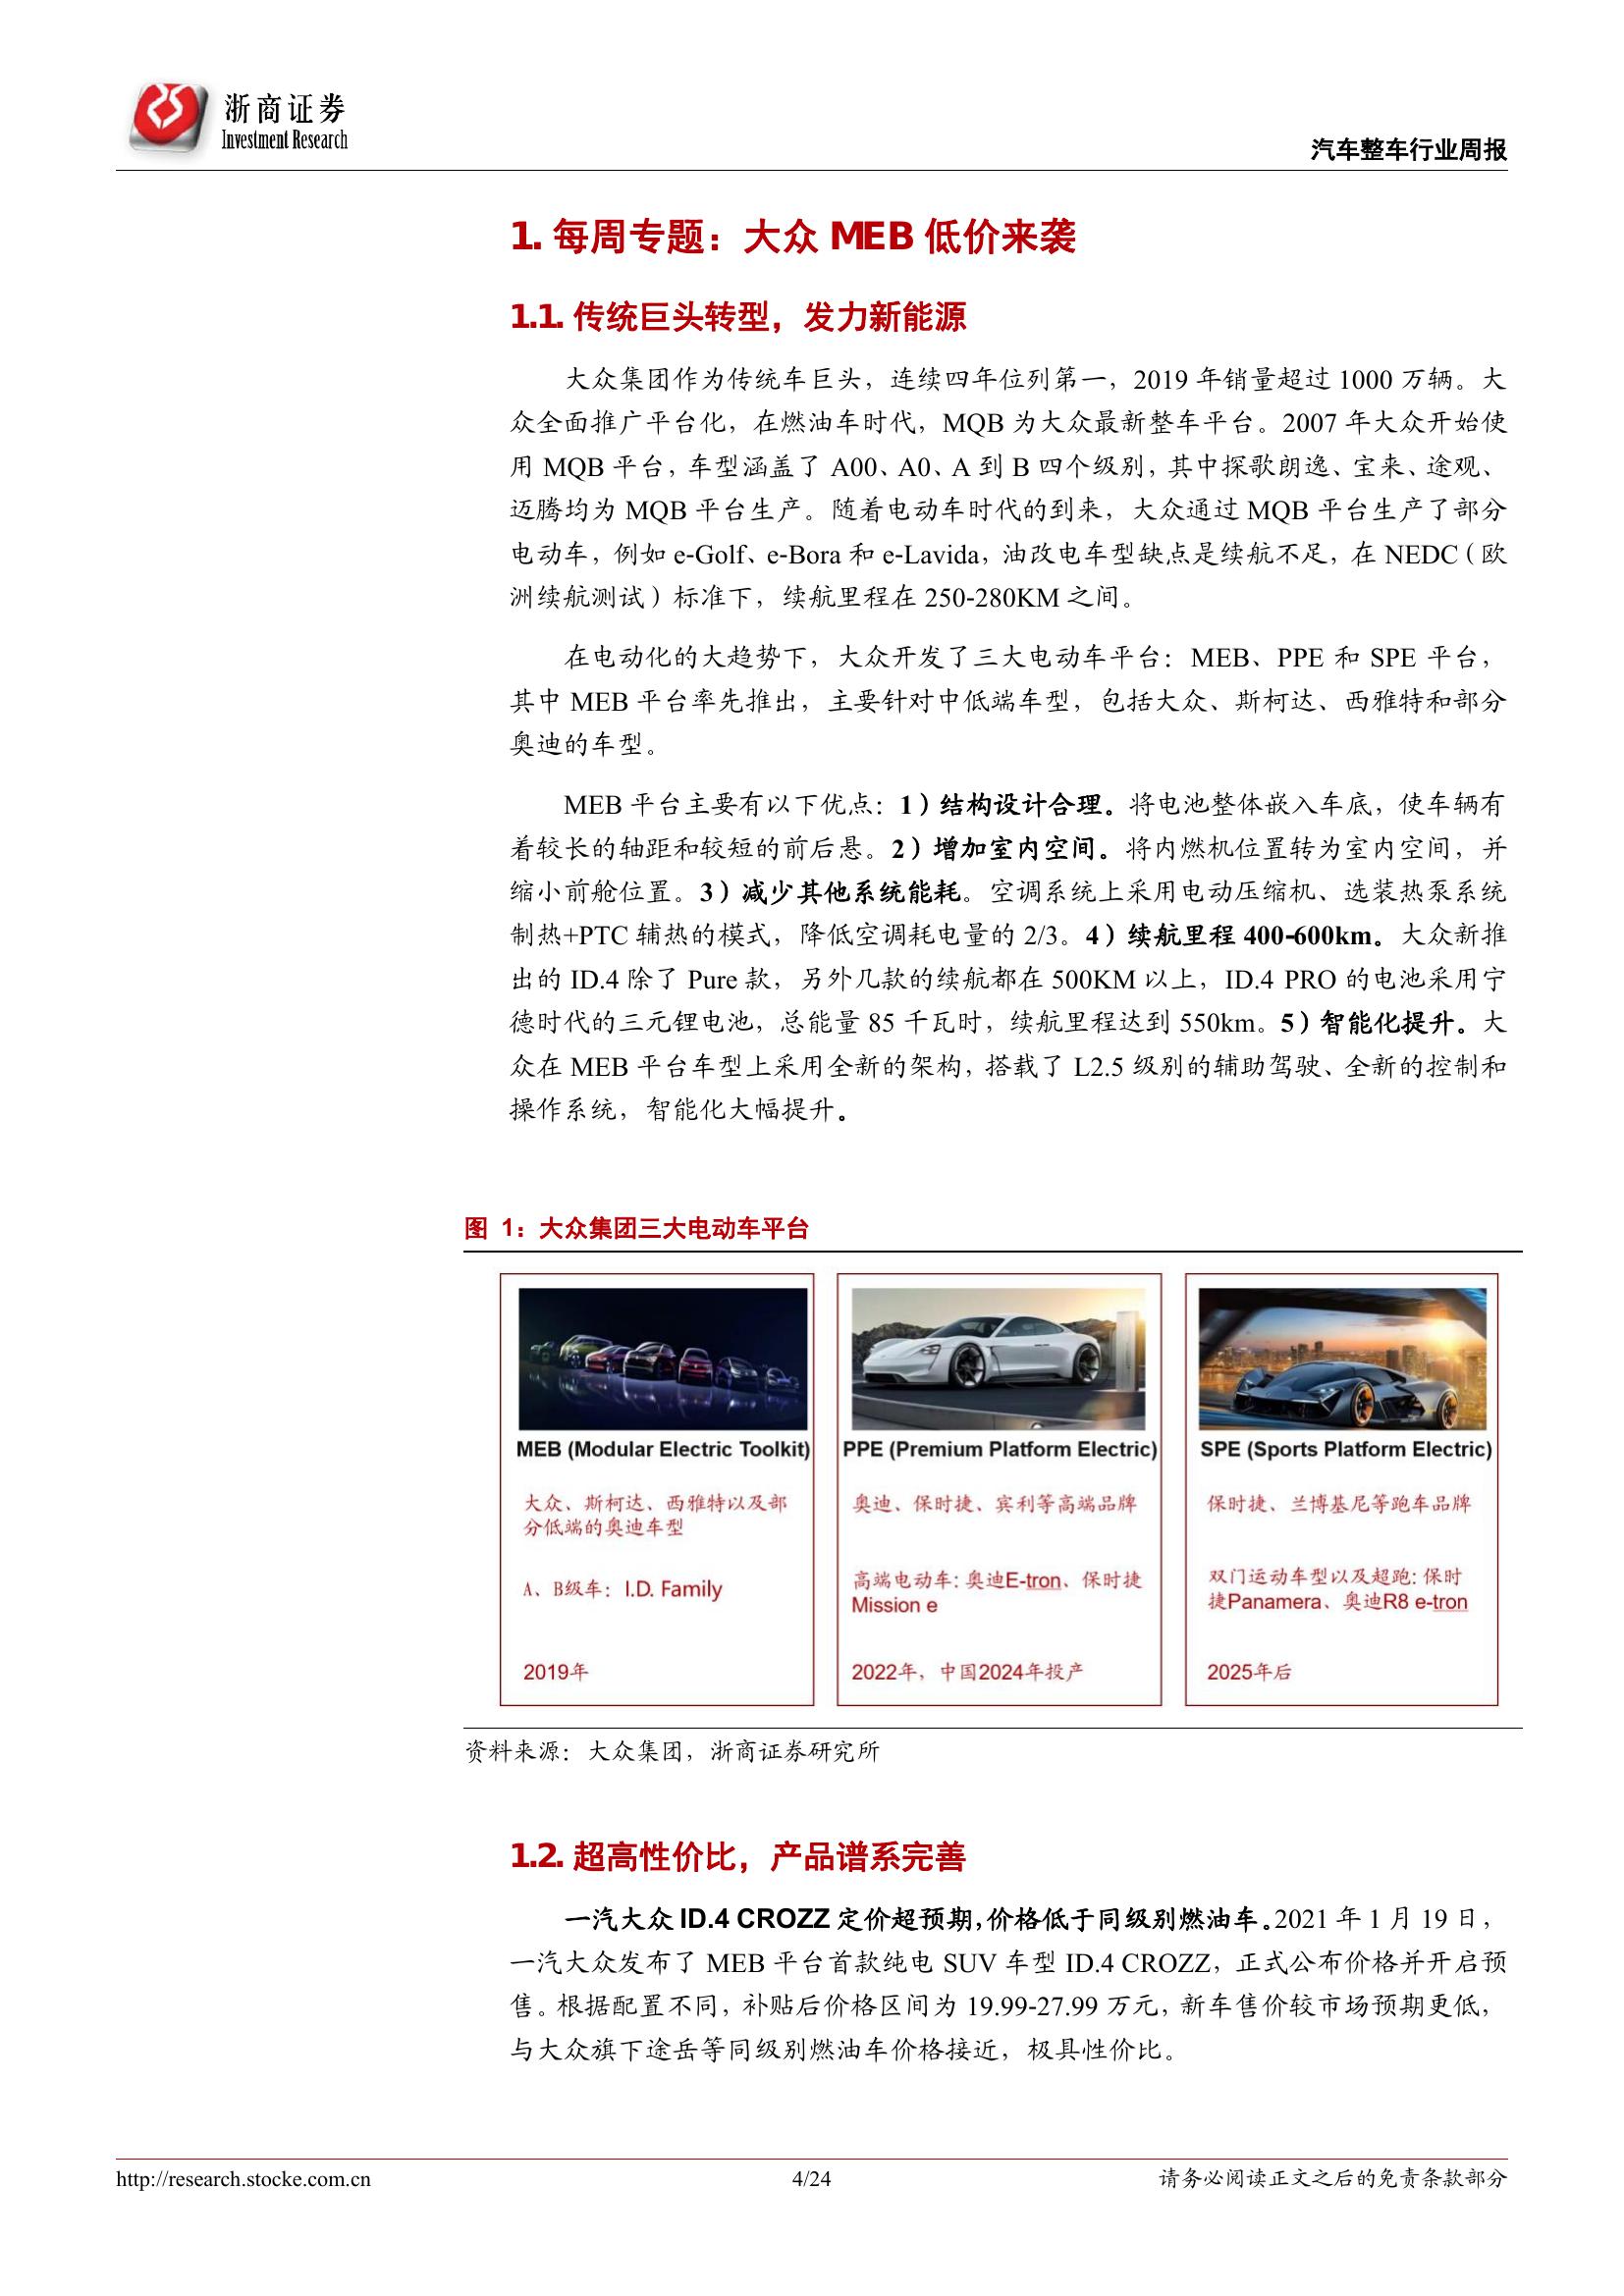 浙商证券
Investment Research
汽车整车行业周报
1. 每周专题：大众 MEB 低价来袭
1.1. 传统巨头转型，发力新能源
大众集团作为传统车巨头，连续四年位列第一，2019 年销量超过 1000 万辆。大
众全面推广平台化，在燃油车时代，MQB 为大众最新整车平台。2007 年大众开始使
用 MQB 平台，车型涵盖了 A00、A0、A 到 B 四个级别，其中探歌朗逸、宝来、途观、
迈腾均为 MQB 平台生产。随着电动车时代的到来，大众通过 MQB 平台生产了部分
电动车，例如 e-Golf、e-Bora 和 e-Lavida，油改电车型缺点是续航不足，在 NEDC（欧
洲续航测试）标准下，续航里程在 250-280KM 之间。
在电动化的大趋势下，大众开发了三大电动车平台：MEB、PPE 和 SPE 平台，
其中 MEB 平台率先推出，主要针对中低端车型，包括大众、斯柯达、西雅特和部分
奥迪的车型。
MEB 平台主要有以下优点：1）结构设计合理。将电池整体嵌入车底，使车辆有
着较长的轴距和较短的前后悬。2）增加室内空间。将内燃机位置转为室内空间，并
缩小前舱位置。3）减少其他系统能耗。空调系统上采用电动压缩机、选装热泵系统
制热+PTC 辅热的模式，降低空调耗电量的 2/3。4）续航里程 400-600km。大众新推
出的 ID.4 除了 Pure 款，另外几款的续航都在 500KM 以上，ID.4 PRO 的电池采用宁
德时代的三元锂电池，总能量 85 千瓦时，续航里程达到 550km。5）智能化提升。大
众在 MEB 平台车型上采用全新的架构，搭载了 L2.5 级别的辅助驾驶、全新的控制和
操作系统，智能化大幅提升。
图 1：大众集团三大电动车平台
MEB (Modular Electric Toolkit)
大众、斯柯达、西雅特以及部
分低端的奥迪车型
A、B级车：I.D. Family
2019年
PPE (Premium Platform Electric)
奥迪、保时捷、宾利等高端品牌
高端电动车: 奥迪E-tron、保时捷
Mission e
2022年，中国2024年投产
SPE (Sports Platform Electric)
保时捷、兰博基尼等跑车品牌
双门运动车型以及超跑: 保时
捷Panamera、奥迪R8 e-tron
2025年后
资料来源：大众集团，浙商证券研究所
1.2. 超高性价比，产品谱系完善
一汽大众 ID.4 CROZZ 定价超预期，价格低于同级别燃油车。2021 年 1 月 19 日，
一汽大众发布了 MEB 平台首款纯电 SUV 车型 ID.4 CROZZ，正式公布价格并开启预
售。根据配置不同，补贴后价格区间为 19.99-27.99 万元，新车售价较市场预期更低，
与大众旗下途岳等同级别燃油车价格接近，极具性价比。
http://research.stocke.com.cn
4/24
请务必阅读正文之后的免责条款部分